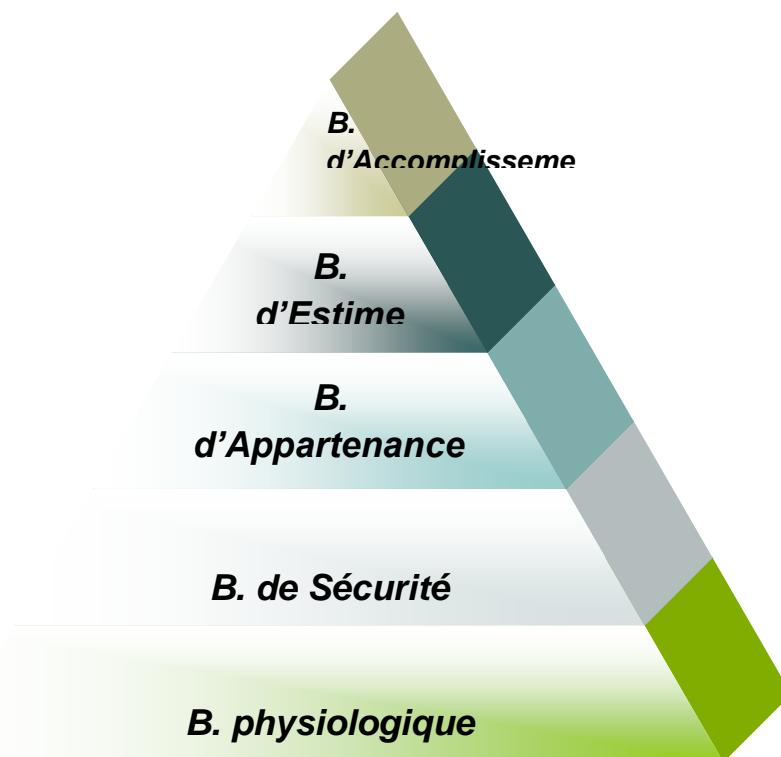 B.
d'Accomplisseme
B.
d'Estime
B.
d'Appartenance
B. de Sécurité
B. physiologique